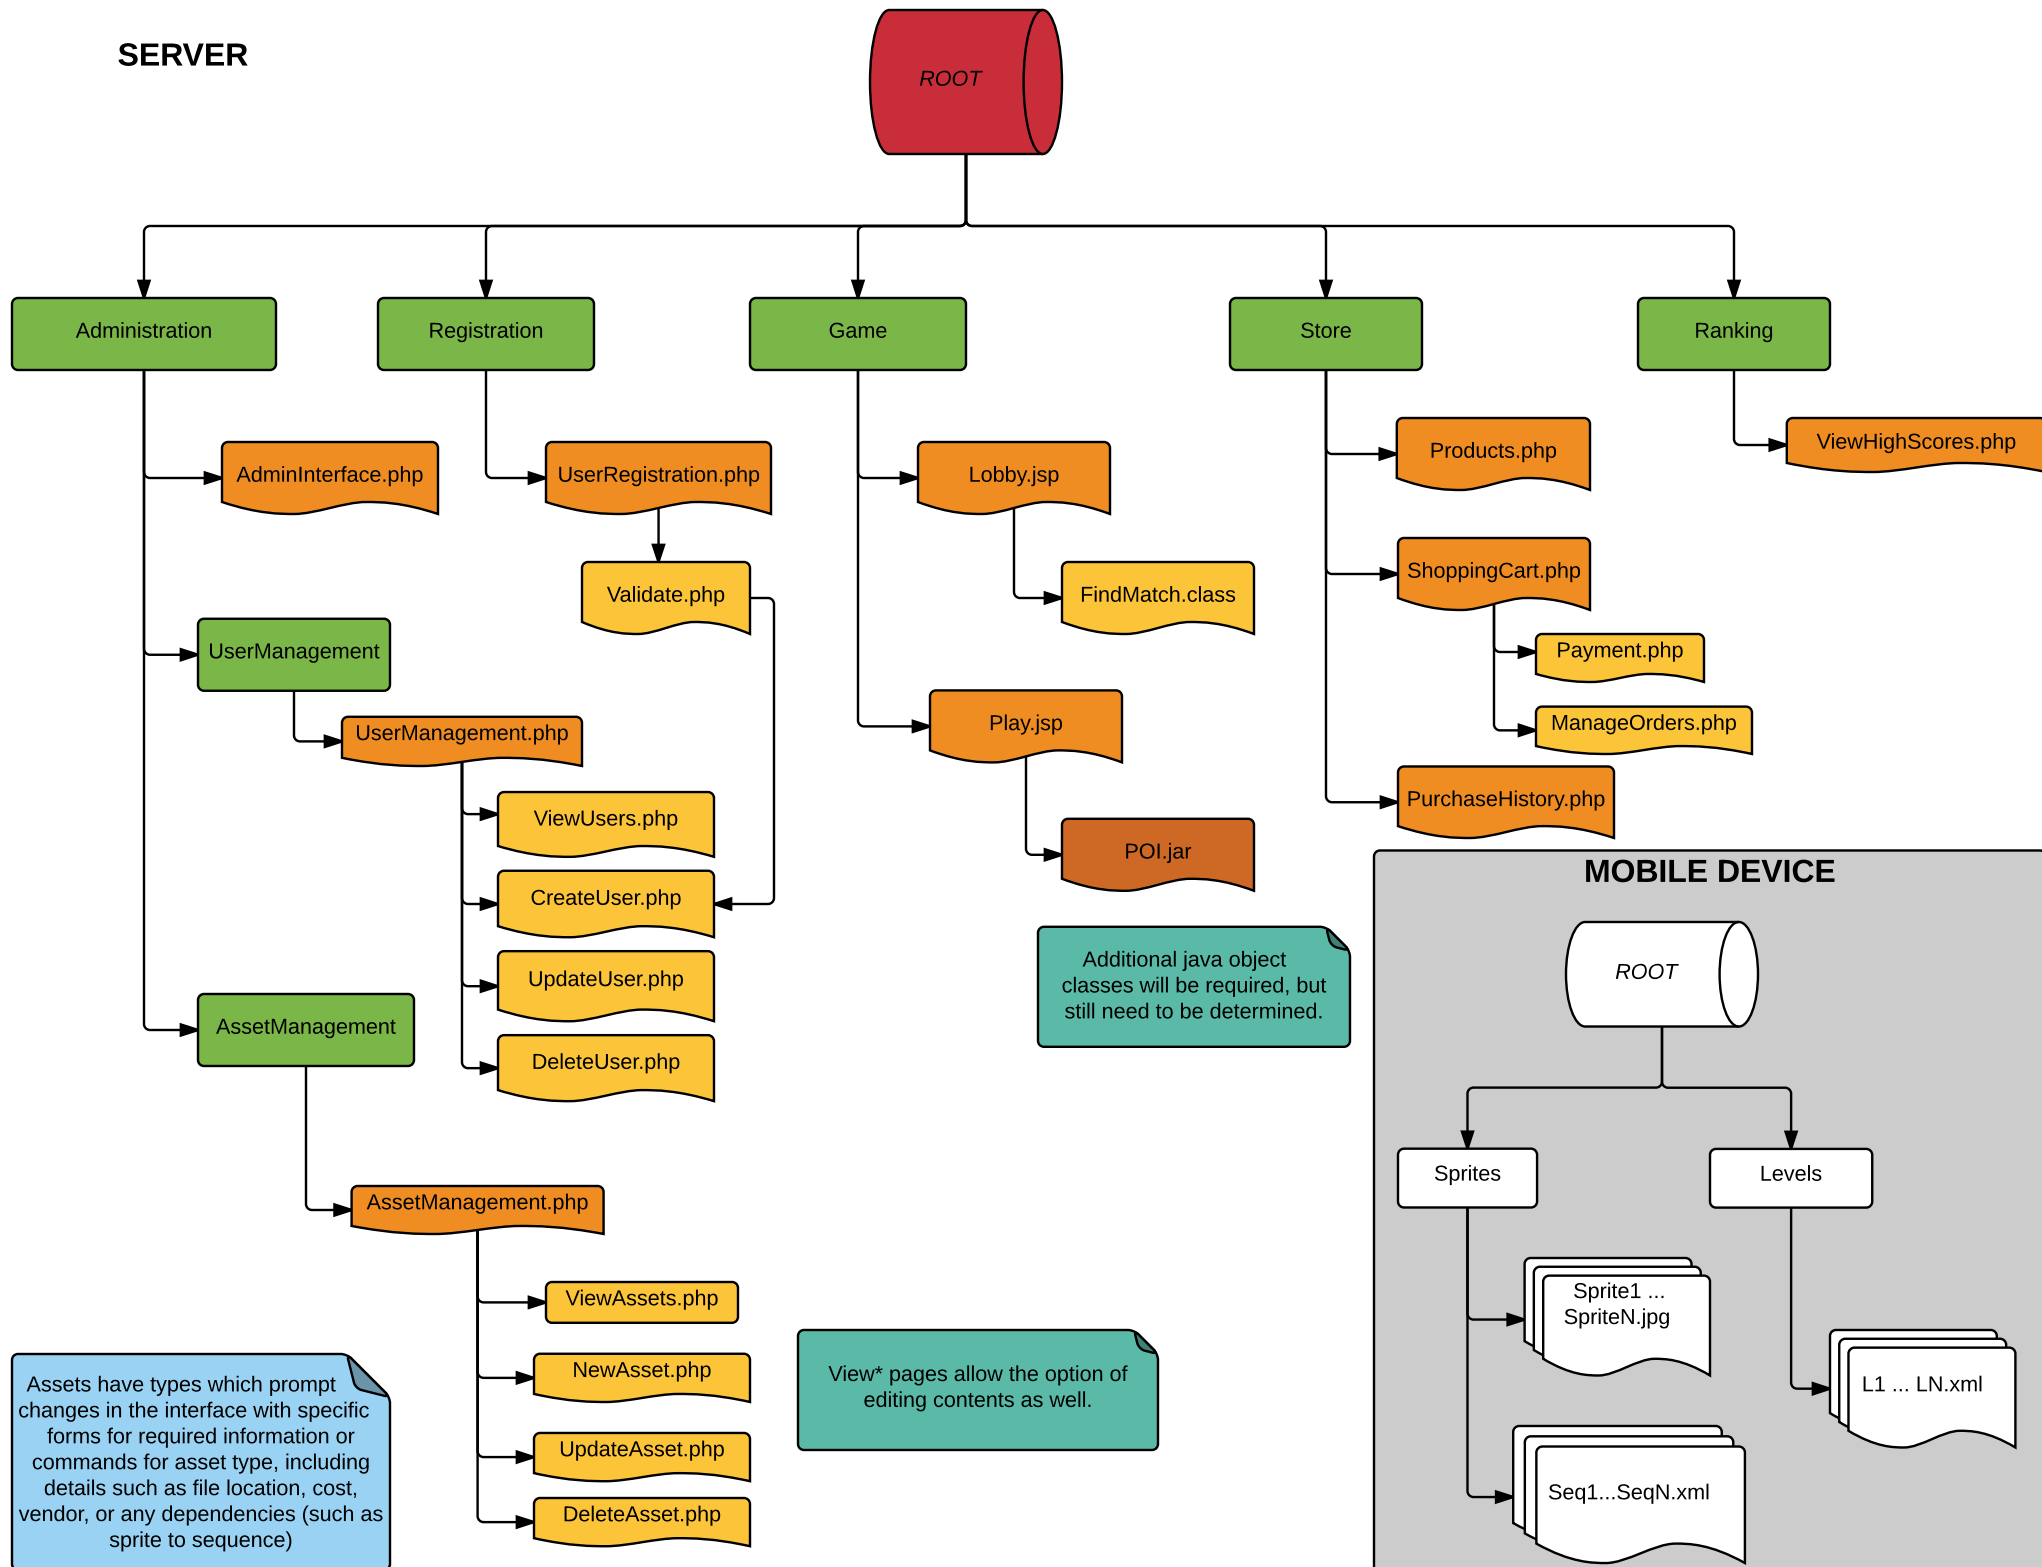 SERVER
ROOT
Administration
Registration
Game
Store
Ranking
AdminInterface.php
UserRegistration.php
Lobby.jsp
Products.php
ViewHighScores.php
Validate.php
FindMatch.class
ShoppingCart.php
UserManagement
Payment.php
UserManagement.php
Play.jsp
ManageOrders.php
ViewUsers.php
PurchaseHistory.php
CreateUser.php
POI.jar
UpdateUser.php
DeleteUser.php
AssetManagement
Additional java object
classes will be required, but
still need to be determined.
AssetManagement.php
ViewAssets.php
NewAsset.php
UpdateAsset.php
DeleteAsset.php
Assets have types which prompt
changes in the interface with specific
forms for required information or
commands for asset type, including
details such as file location, cost,
vendor, or any dependencies (such as
sprite to sequence)
View* pages allow the option of
editing contents as well.
MOBILE DEVICE
ROOT
Sprites
Levels
Sprite1 ...
SpriteN.jpg
L1 ... LN.xml
Seq1...SeqN.xml